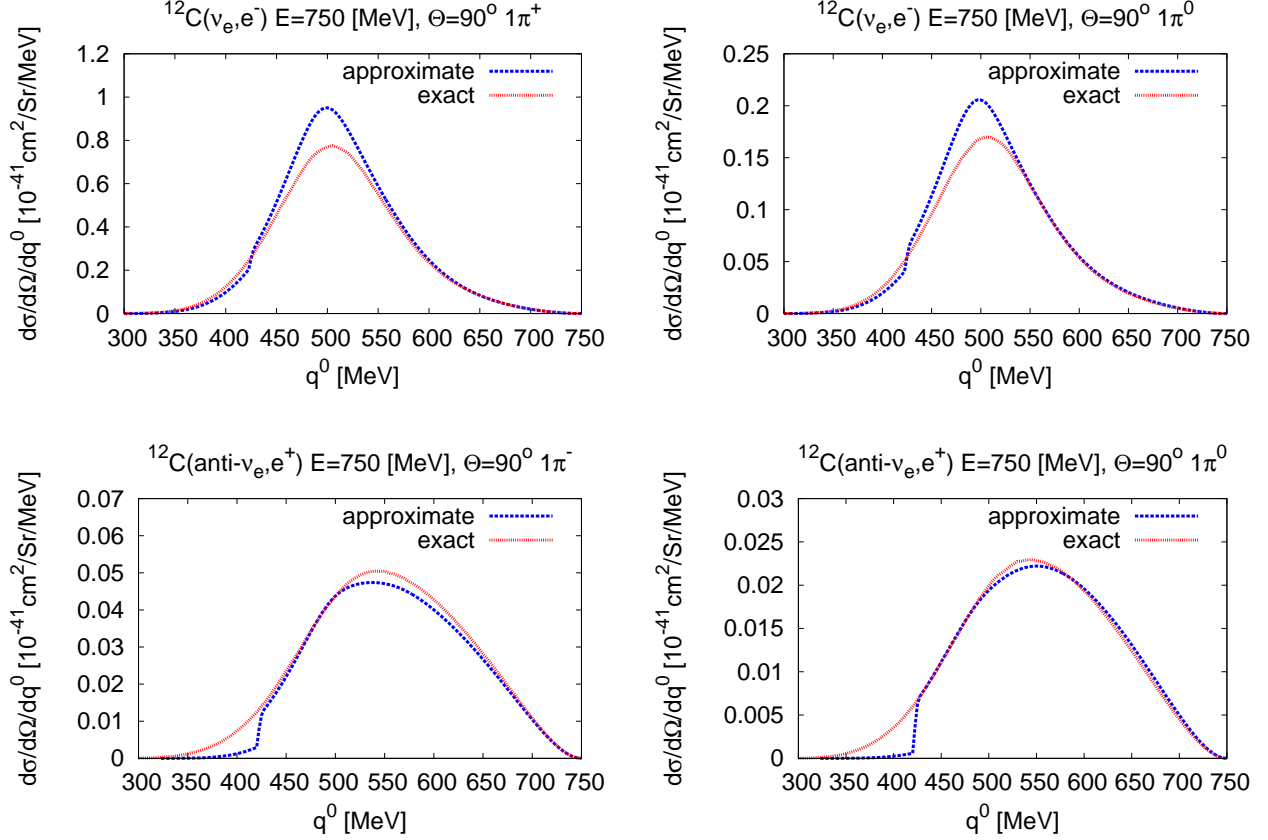 ¹²C(νₑ,e⁻) E=750 [MeV], Θ=90° 1π⁺
dσ/dΩ/dq⁰ [10⁻⁴¹cm²/Sr/MeV]
approximate
exact
1.2
1
0.8
0.6
0.4
0.2
0
300 350 400 450 500 550 600 650 700 750
q⁰ [MeV]
¹²C(νₑ,e⁻) E=750 [MeV], Θ=90° 1π⁰
dσ/dΩ/dq⁰ [10⁻⁴¹cm²/Sr/MeV]
approximate
exact
0.25
0.2
0.15
0.1
0.05
0
300 350 400 450 500 550 600 650 700 750
q⁰ [MeV]
¹²C(anti-νₑ,e⁺) E=750 [MeV], Θ=90° 1π⁻
dσ/dΩ/dq⁰ [10⁻⁴¹cm²/Sr/MeV]
approximate
exact
0.07
0.06
0.05
0.04
0.03
0.02
0.01
0
300 350 400 450 500 550 600 650 700 750
q⁰ [MeV]
¹²C(anti-νₑ,e⁺) E=750 [MeV], Θ=90° 1π⁰
dσ/dΩ/dq⁰ [10⁻⁴¹cm²/Sr/MeV]
approximate
exact
0.03
0.025
0.02
0.015
0.01
0.005
0
300 350 400 450 500 550 600 650 700 750
q⁰ [MeV]